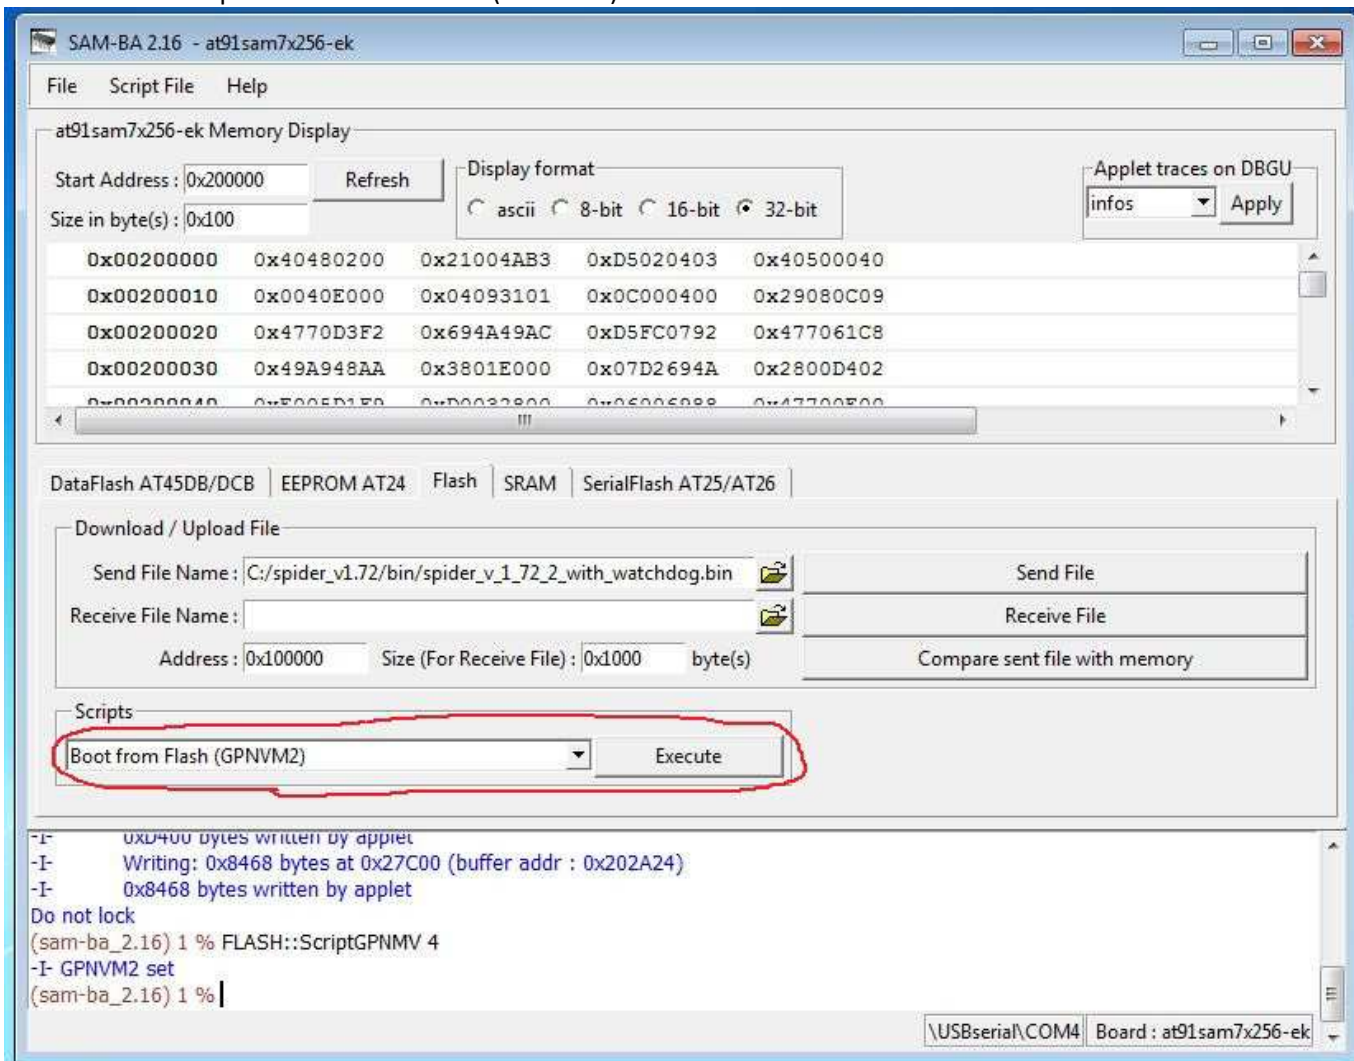 SAM-BA 2.16 - at91sam7x256-ek
File Script File Help
at91sam7x256-ek Memory Display
Start Address : 0x200000 Refresh
Size in byte(s) : 0x100
Display format
ascii 8-bit 16-bit 32-bit
Applet traces on DBGU
infos Apply
0x00200000 0x40480200 0x21004AB3 0xD5020403 0x40500040
0x00200010 0x0040E000 0x04093101 0x0C000400 0x29080C09
0x00200020 0x4770D3F2 0x694A49AC 0xD5FC0792 0x477061C8
0x00200030 0x49A948AA 0x3801E000 0x07D2694A 0x2800D402
DataFlash AT45DB/DCB EEPROM AT24 Flash SRAM SerialFlash AT25/AT26
Download / Upload File
Send File Name : C:/spider_v1.72/bin/spider_v_1_72_2_with_watchdog.bin Send File
Receive File Name : Receive File
Address : 0x100000 Size (For Receive File) : 0x1000 byte(s) Compare sent file with memory
Scripts
Boot from Flash (GPNVM2) Execute
-I- 0xD400 bytes written by applet
-I- Writing: 0x8468 bytes at 0x27C00 (buffer addr : 0x202A24)
-I- 0x8468 bytes written by applet
Do not lock
(sam-ba_2.16) 1 % FLASH::ScriptGPNMV 4
-I- GPNVM2 set
(sam-ba_2.16) 1 %
\USBserial\COM4 Board : at91sam7x256-ek